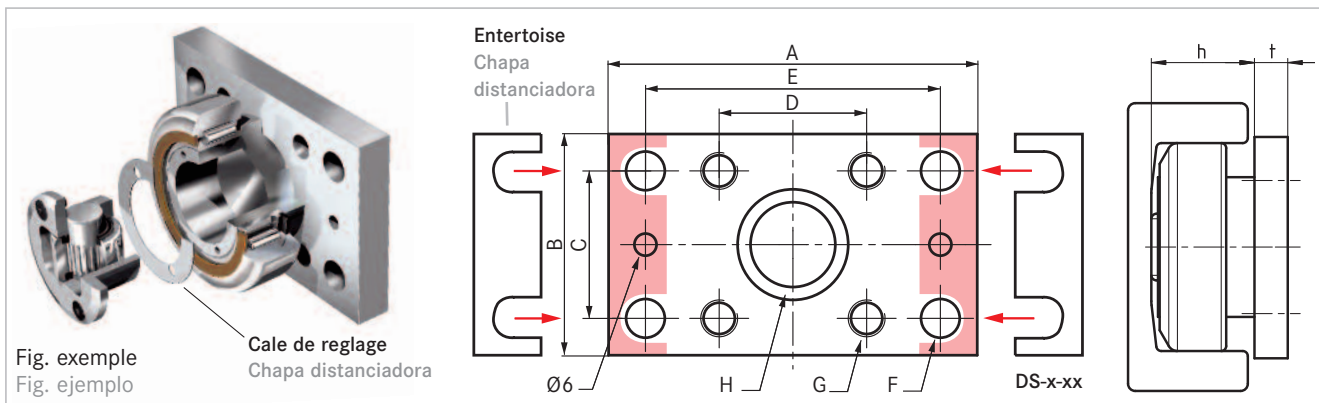 Entertoise
Chapa
distanciadora
A
E
D
B
C
h
t
Cale de reglage
Chapa distanciadora
Fig. exemple
Fig. ejemplo
Ø6
H
G
F
DS-x-xx